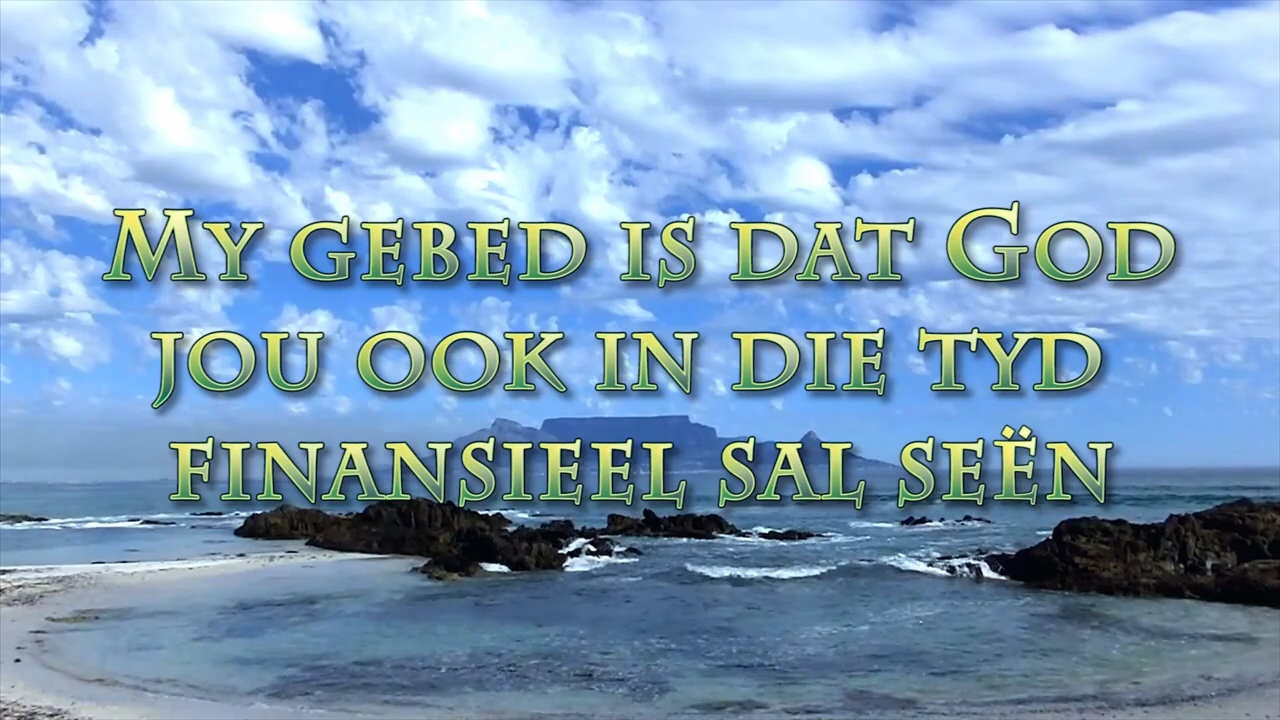 My gebed is dat God
jou ook in die tyd
finansieel sal seën